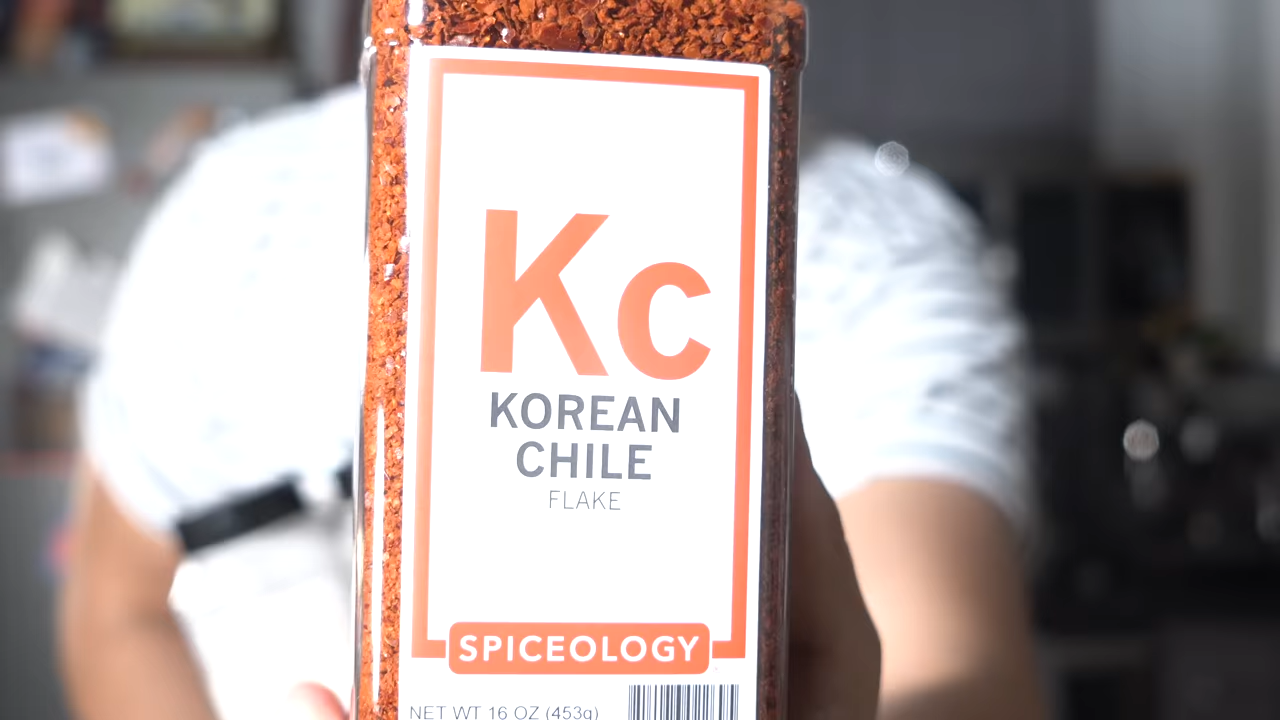 Kc
KOREAN
CHILE
FLAKE
SPICEOLOGY
NET WT 16 OZ (453g)